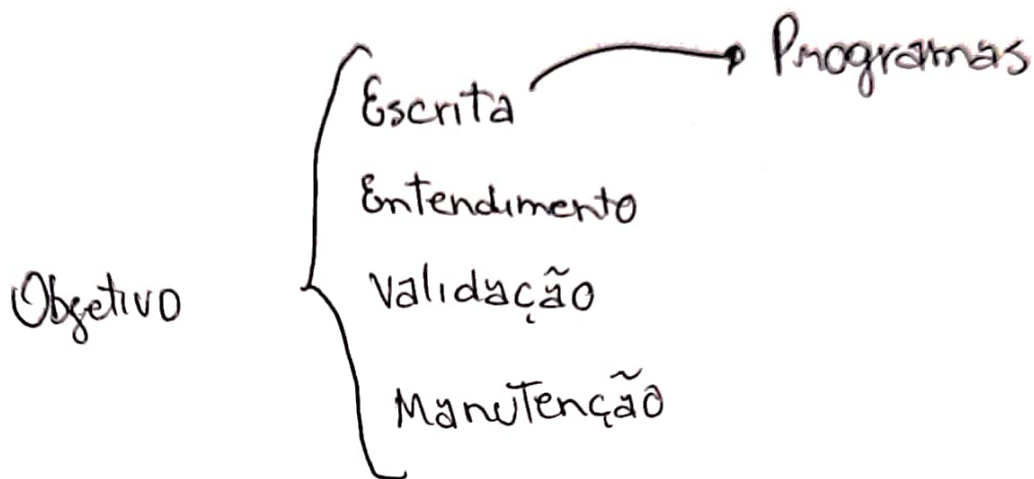 Programas
Escrita
Entendimento
Validação
Objetivo
Manutenção